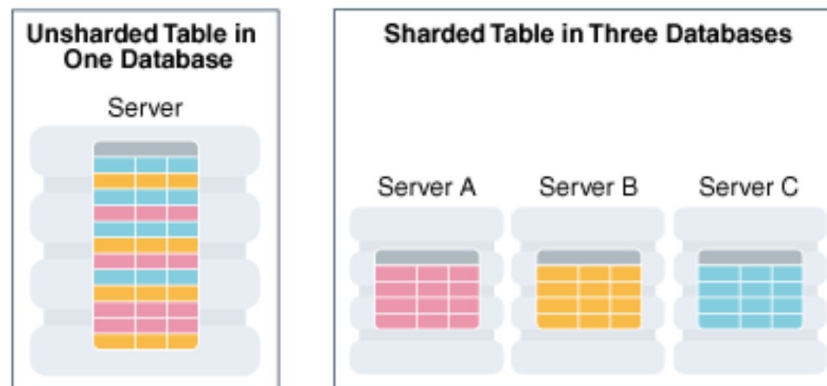 Unsharded Table in
One Database
Server
Sharded Table in Three Databases
Server A
Server B
Server C